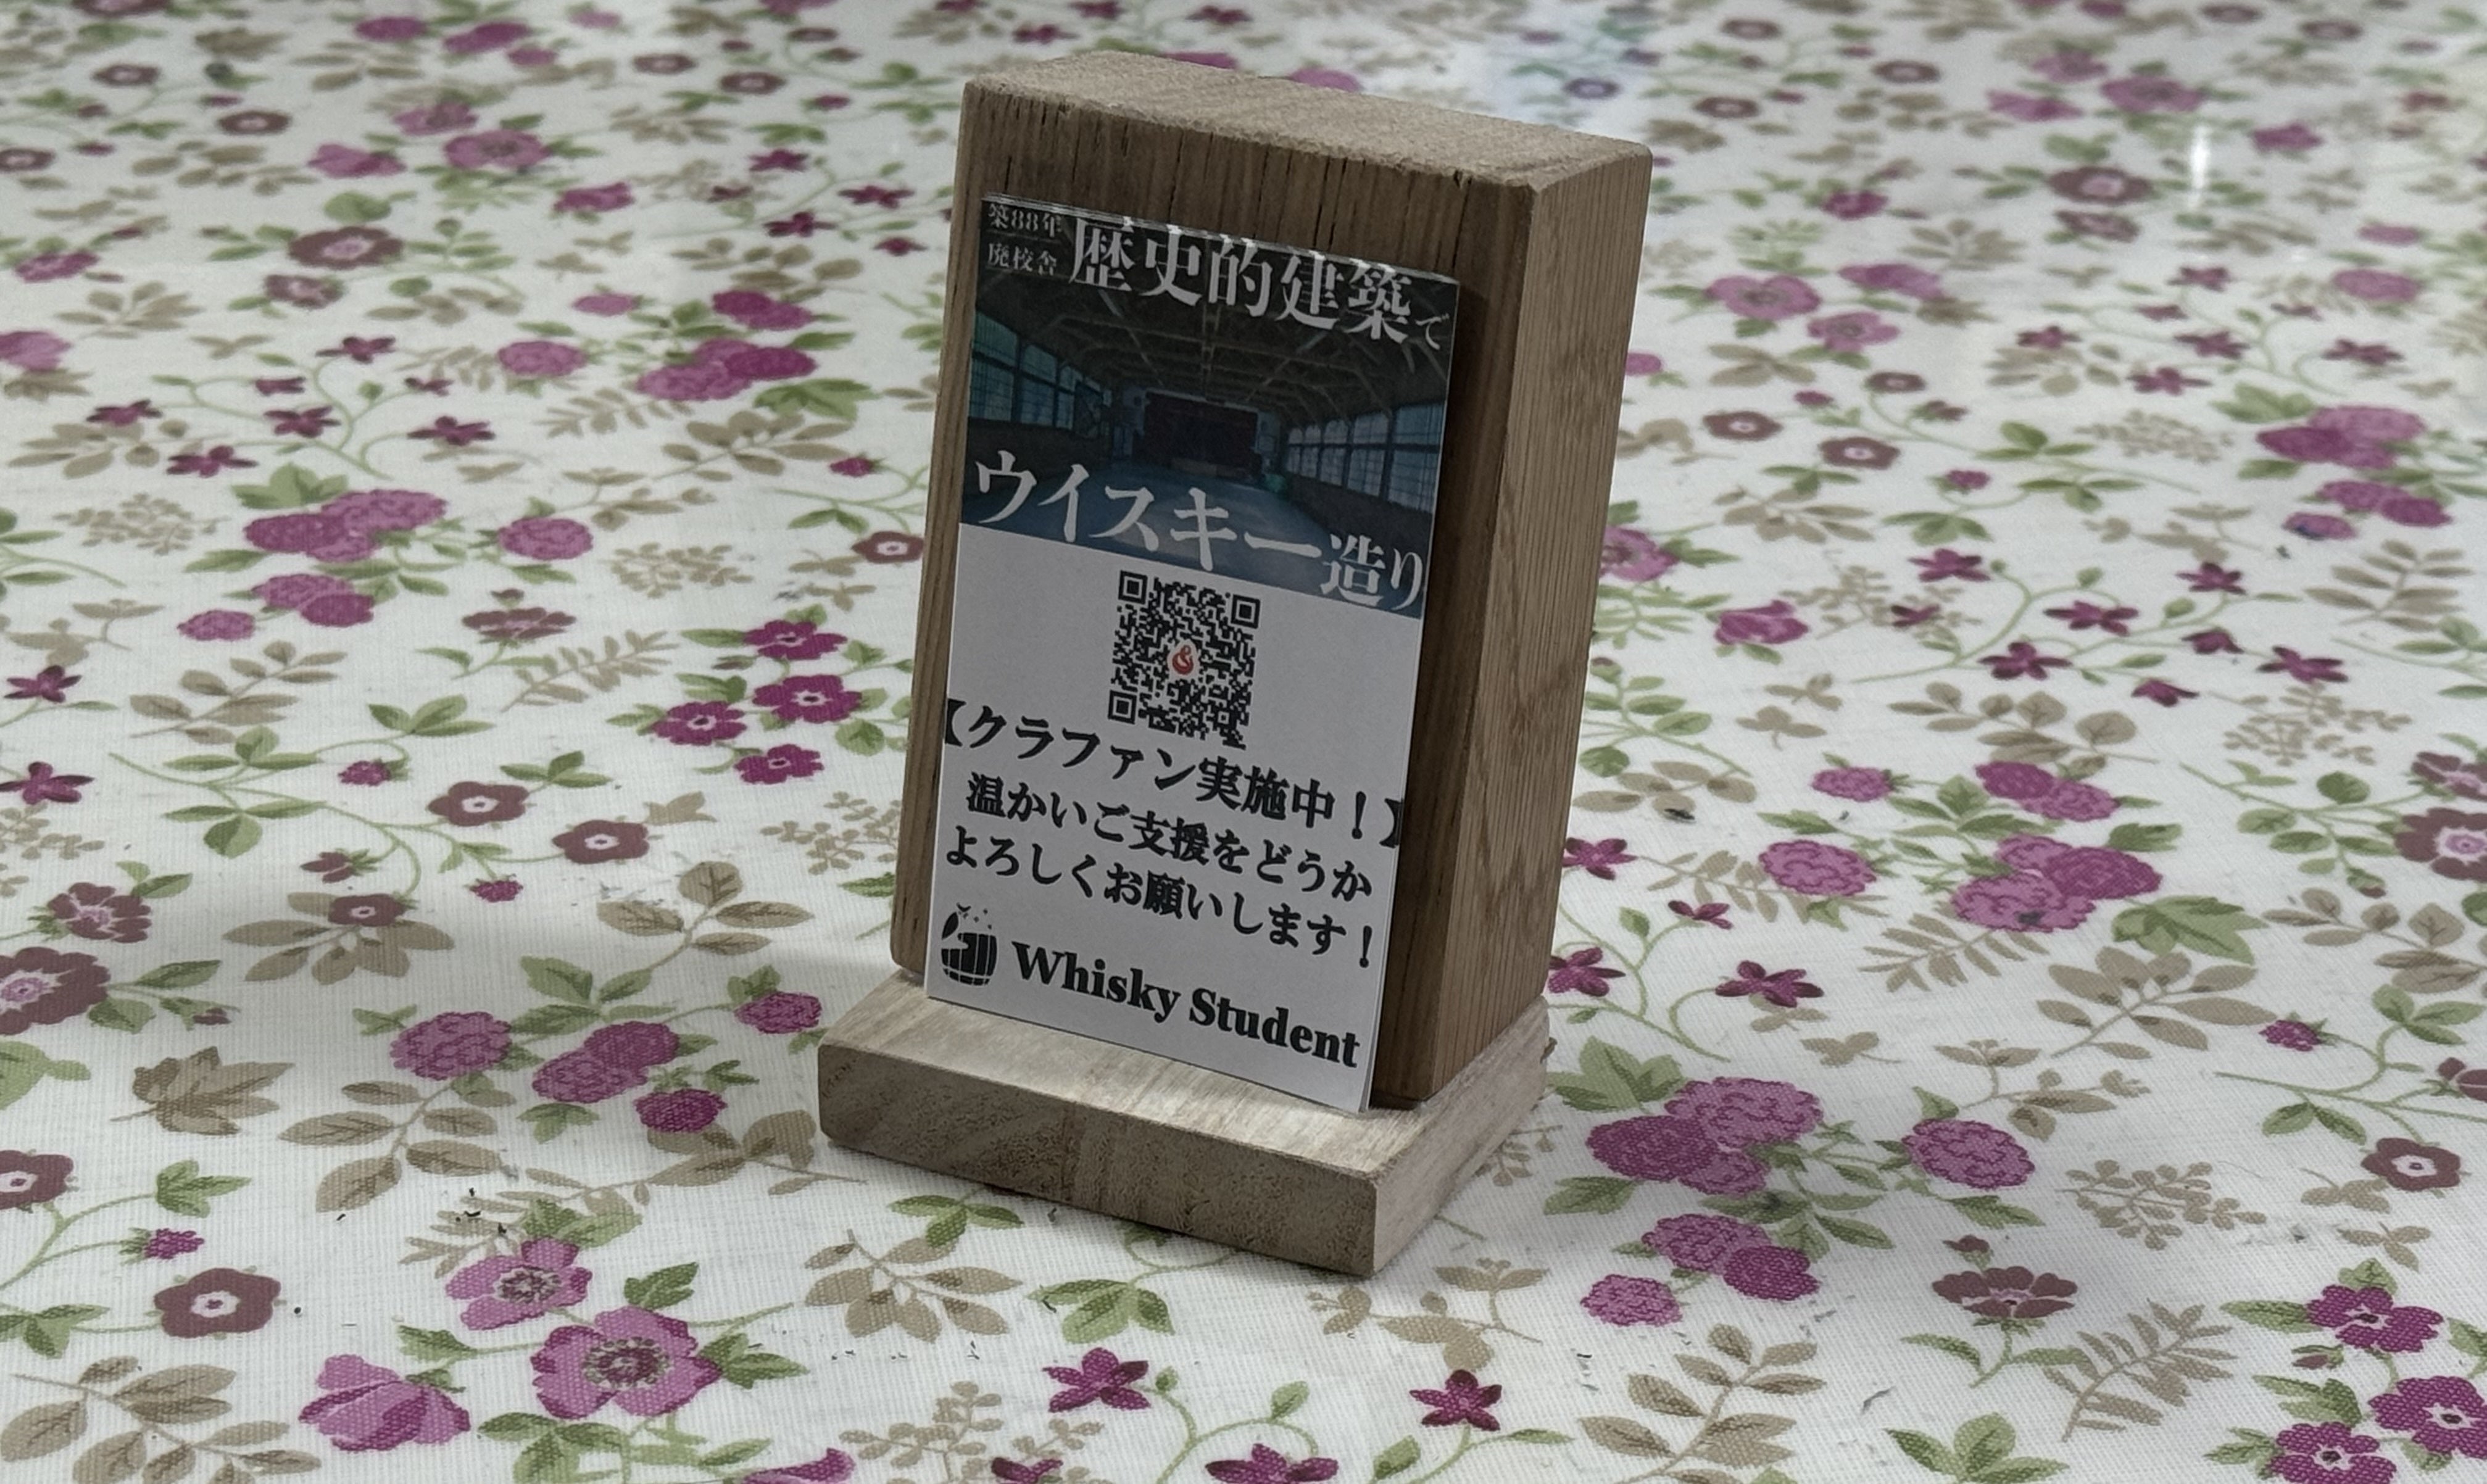 築88年
廃校舎
歴史的建築で
ウイスキー造り
【クラファン実施中！】
温かいご支援をどうか
よろしくお願いします！
Whisky Student